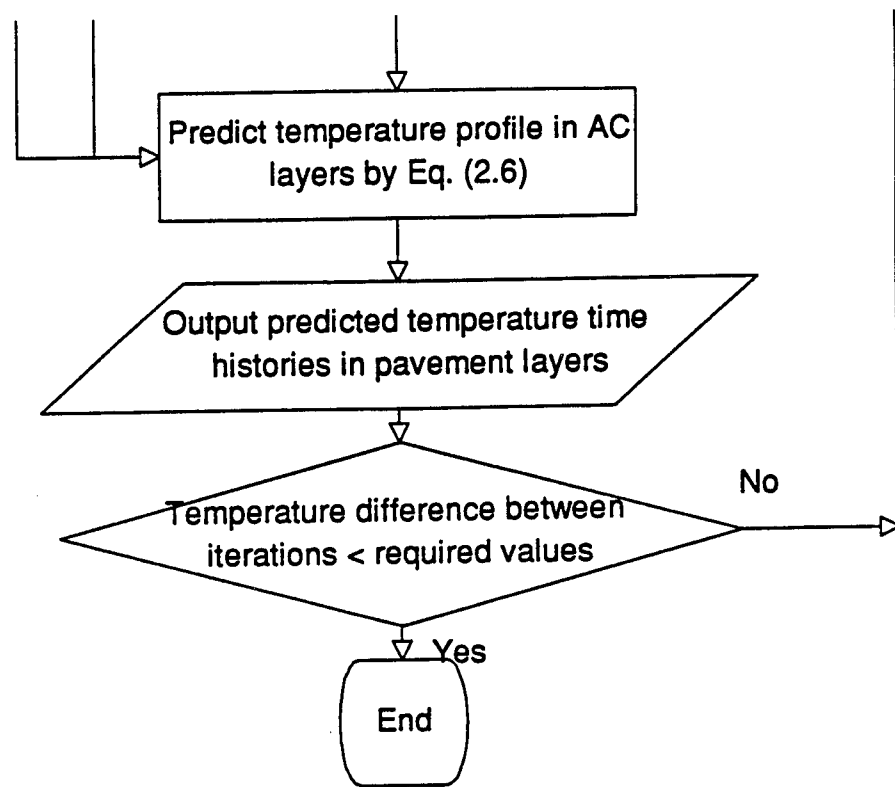 Predict temperature profile in AC
layers by Eq. (2.6)
Output predicted temperature time
histories in pavement layers
No
Temperature difference between
iterations < required values
Yes
End